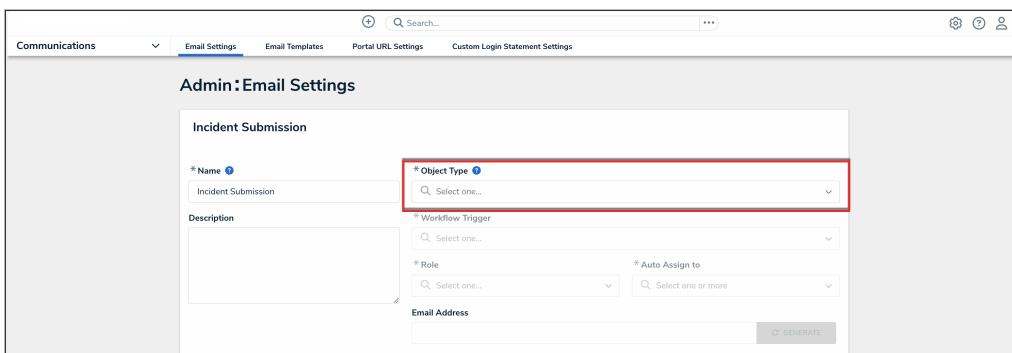 Search...
Communications
Email Settings Email Templates Portal URL Settings Custom Login Statement Settings
Admin:Email Settings
Incident Submission
*Name ?
*Object Type ?
Incident Submission
Select one...
Description
*Workflow Trigger
Select one...
*Role
*Auto Assign to
Select one...
Select one or more
Email Address
GENERATE